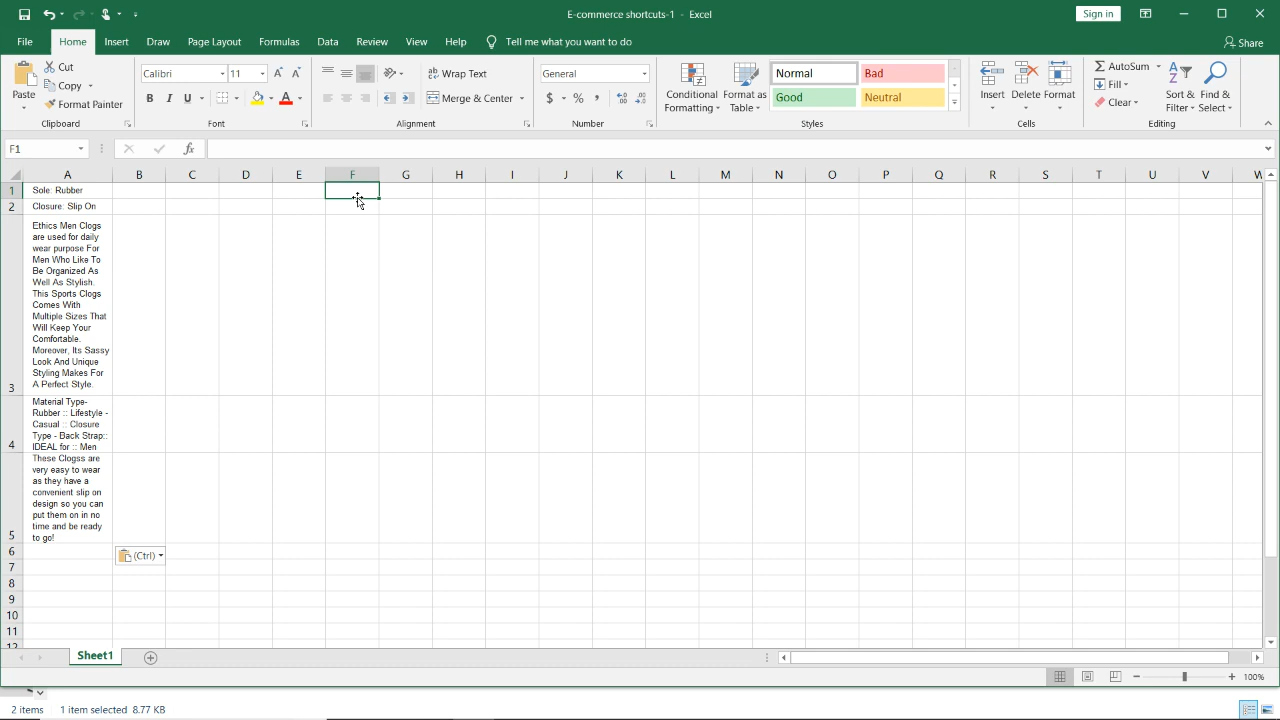 E-commerce shortcuts-1 - Excel
Sign in
File Home Insert Draw Page Layout Formulas Data Review View Help Tell me what you want to do
Share
Paste
Cut
Copy
Format Painter
Clipboard
Calibri 11
B I U
Font
Wrap Text
Merge & Center
Alignment
General
$ % ,
Number
Conditional
Formatting
Format as
Table
Normal Bad
Good Neutral
Styles
Insert Delete Format
Cells
AutoSum
Fill
Clear
Sort &
Filter
Find &
Select
Editing
F1 fx
A B C D E F G H I J K L M N O P Q R S T U V W
1 Sole: Rubber
2 Closure: Slip On
Ethics Men Clogs
are used for daily
wear purpose For
Men Who Like To
Be Organized As
Well As Stylish.
This Sports Clogs
Comes With
Multiple Sizes That
Will Keep Your
Comfortable.
Moreover, Its Sassy
Look And Unique
Styling Makes For
3 A Perfect Style.
Material Type-
Rubber :: Lifestyle -
Casual :: Closure
Type - Back Strap::
4 IDEAL for :: Men
These Clogss are
very easy to wear
as they have a
convenient slip on
design so you can
put them on in no
time and be ready
5 to go!
6 (Ctrl)
7
8
9
10
11
12
Sheet1
100%
2 items 1 item selected 8.77 KB